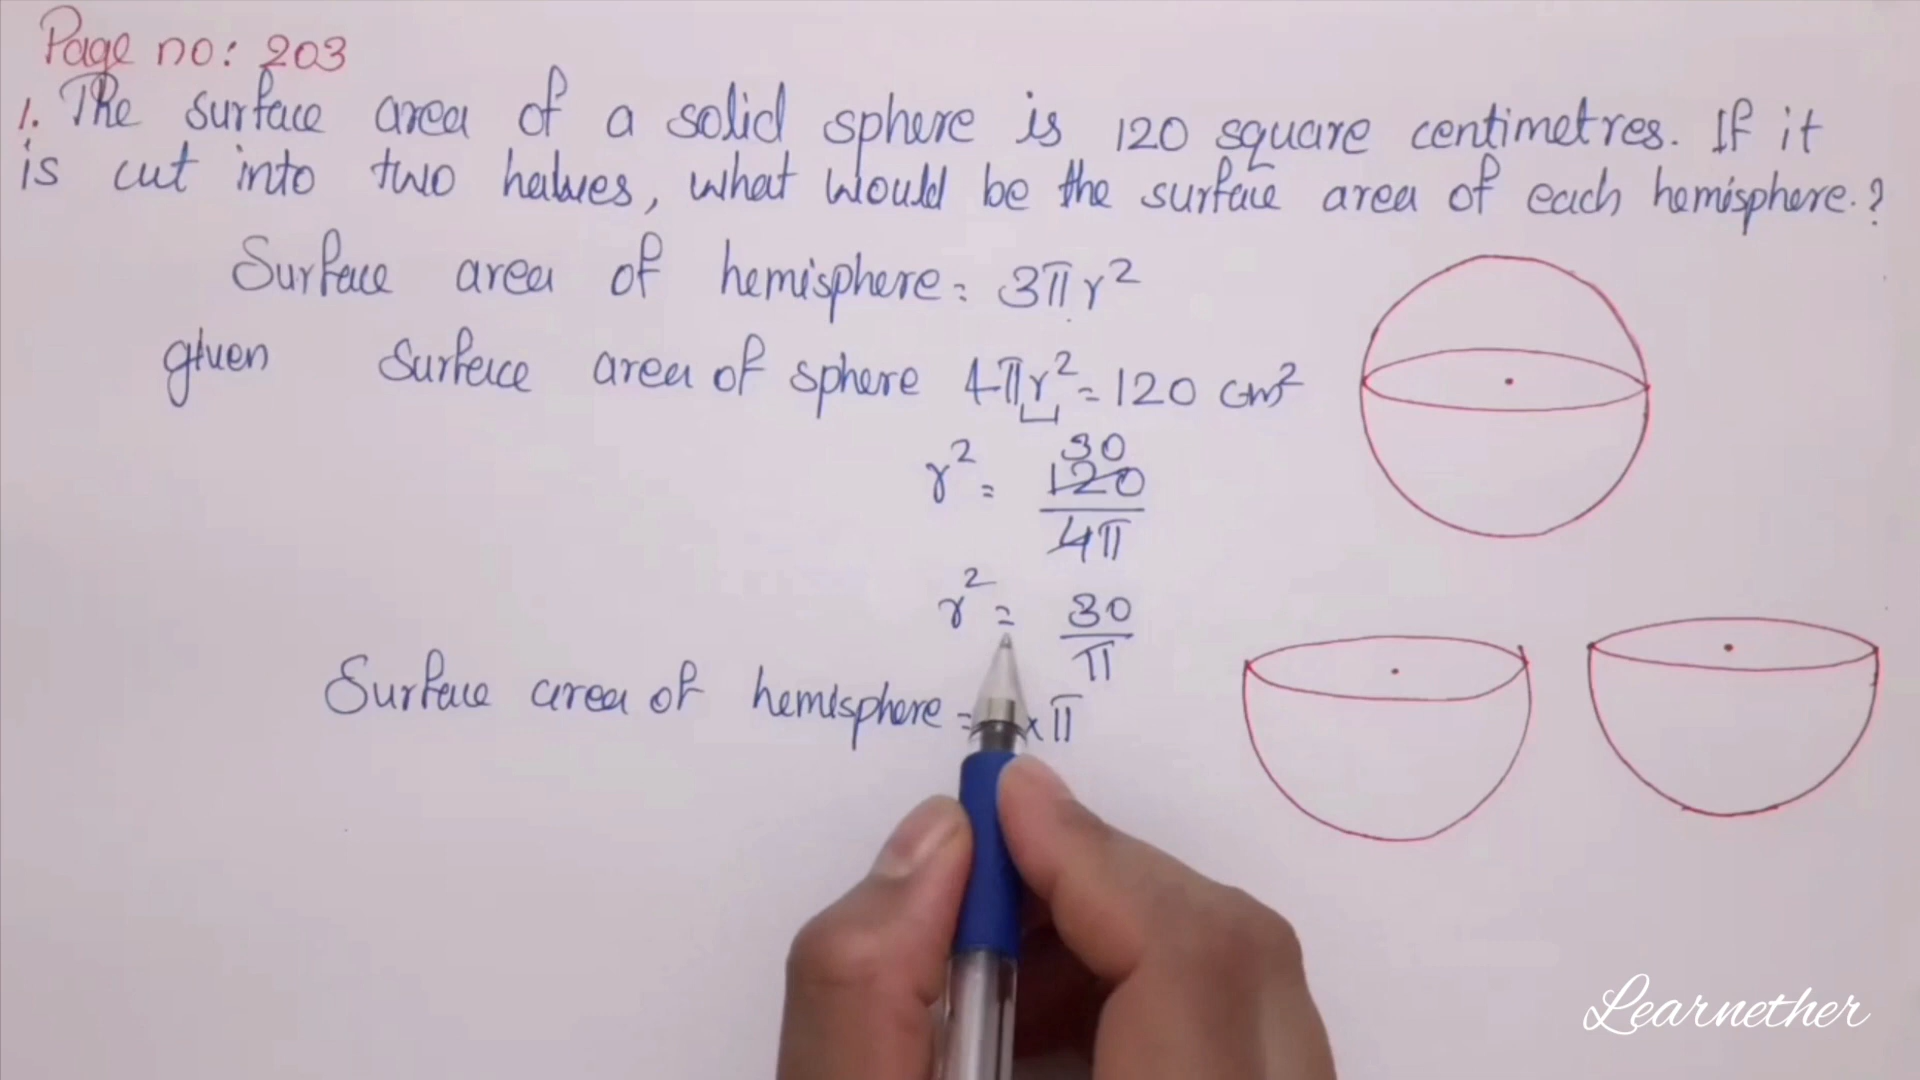 Page no: 203
1. The surface area of a solid sphere is 120 square centimetres. If it
is cut into two halves, what would be the surface area of each hemisphere.?
Surface area of hemisphere = 3πr²
given Surface area of sphere 4πr² = 120 cm²
30
r² = 120
4π
r² = 30
π
Surface area of hemisphere = × π
Learnether